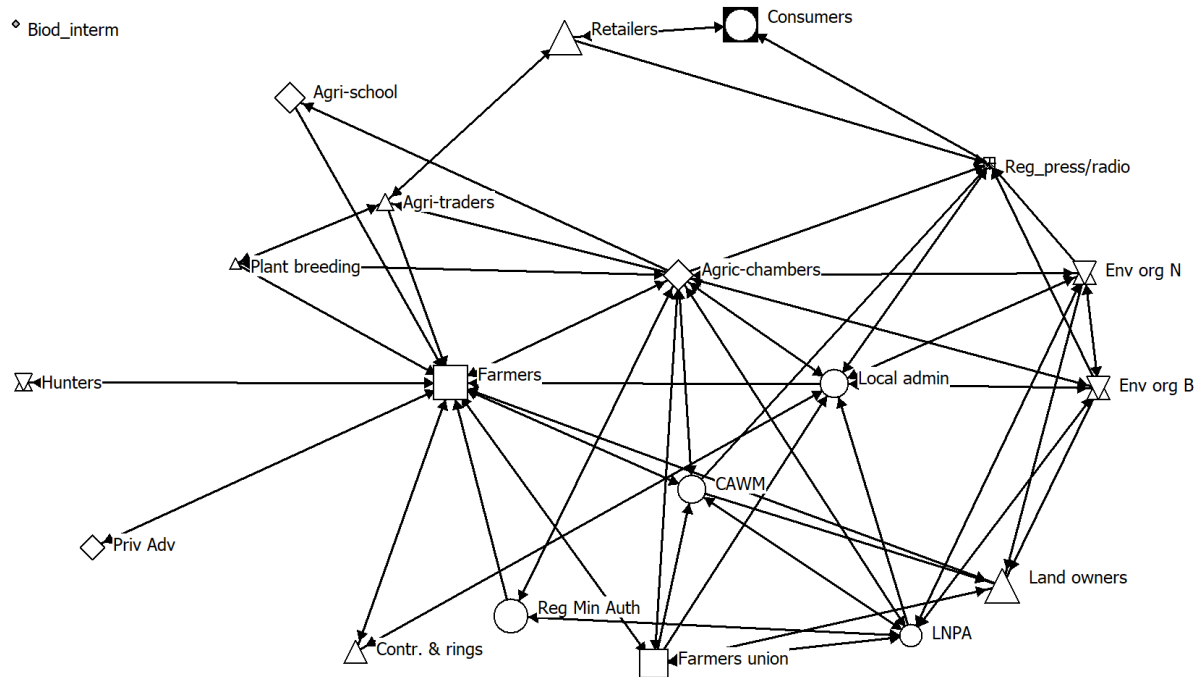 Biod_interm
Retailers
Consumers
Agri-school
Reg_press/radio
Agri-traders
Plant breeding
Agric-chambers
Env org N
Hunters
Farmers
Local admin
Env org B
CAWM
Priv Adv
Land owners
Reg Min Auth
LNPA
Contr. & rings
Farmers union